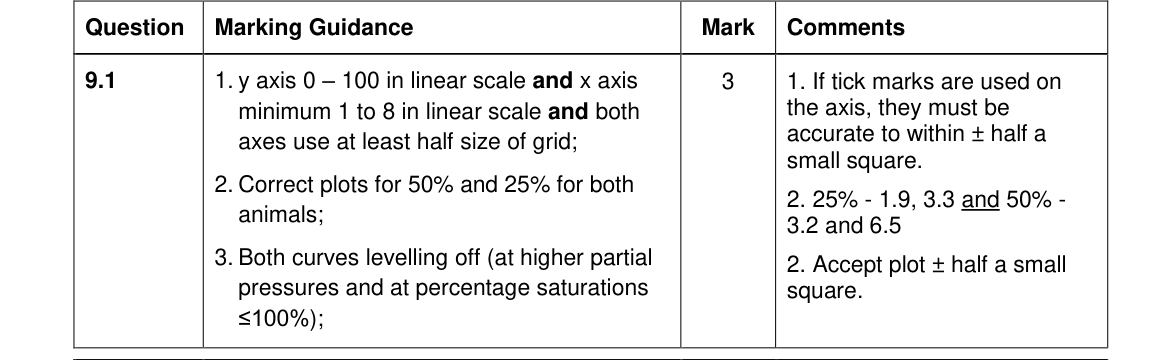 Question Marking Guidance Mark Comments
9.1
1. y axis 0 – 100 in linear scale and x axis
minimum 1 to 8 in linear scale and both
axes use at least half size of grid;
2. Correct plots for 50% and 25% for both
animals;
3. Both curves levelling off (at higher partial
pressures and at percentage saturations
≤100%);
3
1. If tick marks are used on
the axis, they must be
accurate to within ± half a
small square.
2. 25% - 1.9, 3.3 and 50% -
3.2 and 6.5
2. Accept plot ± half a small
square.